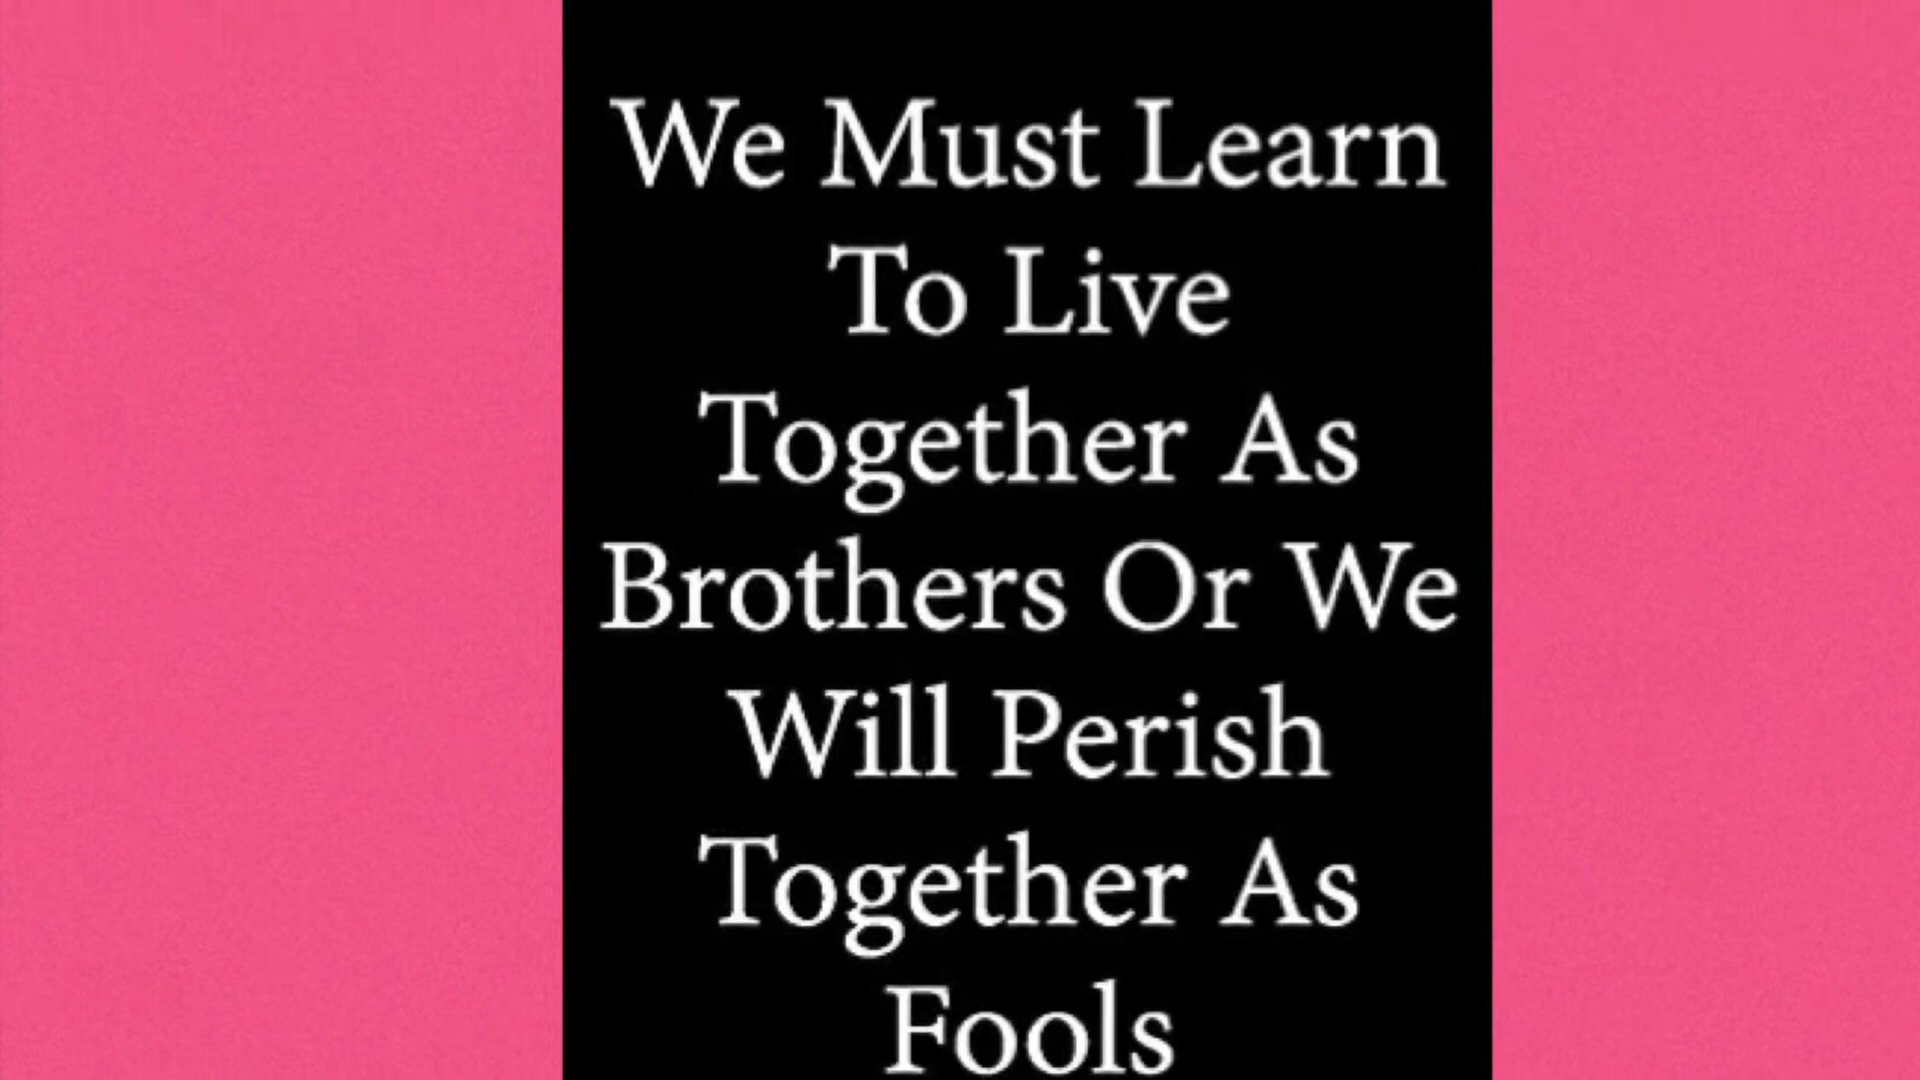 We Must Learn
To Live
Together As
Brothers Or We
Will Perish
Together As
Fools